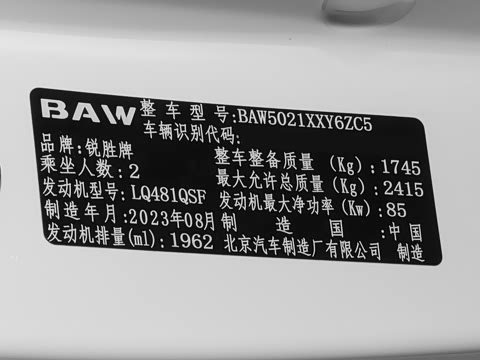 BAW 整车型号:BAW5021XXY6ZC5
车辆识别代码:
品牌:锐胜牌
乘坐人数:2 整车整备质量 (Kg):1745
发动机型号:LQ481QSF 最大允许总质量(Kg):2415
制造年月:2023年08月 发动机最大净功率(Kw):85
发动机排量(ml):1962 制造国:中国
北京汽车制造厂有限公司 制造